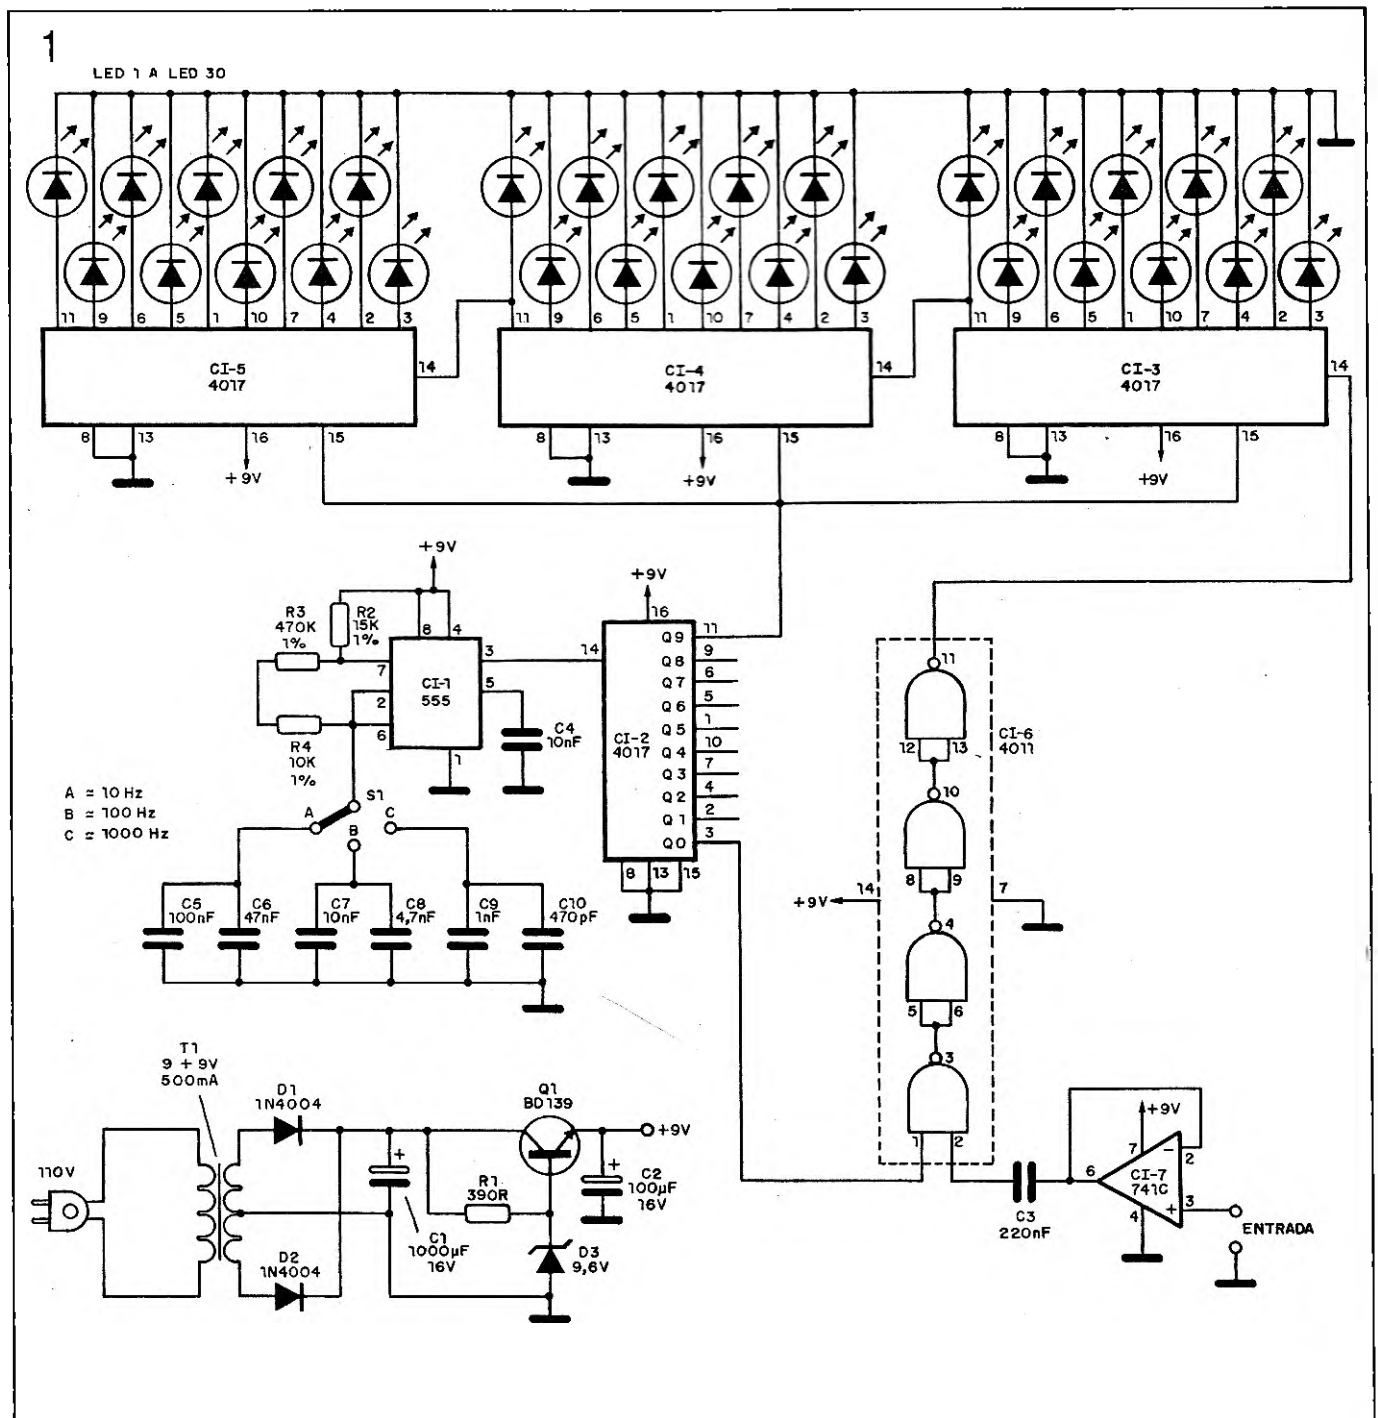 1
LED 1 A LED 30
11 9 6 5 1 10 7 4 2 3
11 9 6 5 1 10 7 4 2 3
11 9 6 5 1 10 7 4 2 3
CI-5
4017
14
CI-4
4017
14
CI-3
4017
14
8 13 16 15
8 13 16 15
8 13 16 15
+9V
+9V
+9V
+9V
R3
470K
1%
R2
15K
1%
8 4
7
2
6
CI-1
555
3
5
1
R4
10K
1%
C4
10nF
+9V
16
14
CI-2
4017
Q9 11
Q8 9
Q7 6
Q6 5
Q5 1
Q4 10
Q3 7
Q2 4
Q1 2
Q0 3
8 13 15
A = 10 Hz
B = 100 Hz
C = 1000 Hz
S1
A
B
C
C5
100nF
C6
47nF
C7
10nF
C8
4,7nF
C9
1nF
C10
470pF
11
12 13
CI-6
4011
10
8 9
14
+9V
7
4
5 6
3
1 2
T1
9 + 9V
500mA
D1
1N4004
Q1
BD139
+9V
110V
C1
1000µF
16V
R1
390R
C2
100µF
16V
D2
1N4004
D3
9,6V
C3
220nF
+9V
7
6
CI-7
741C
4
- 2
+ 3
ENTRADA